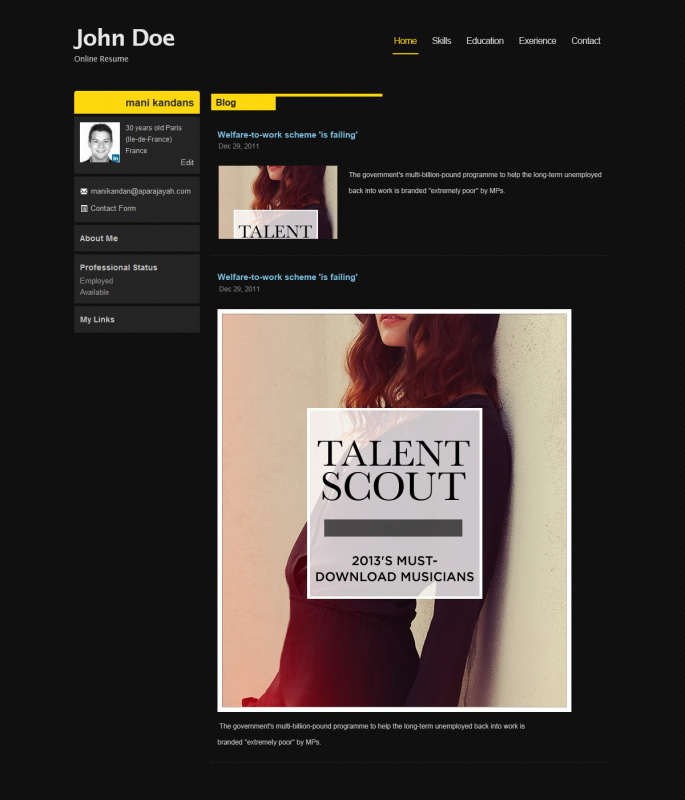 John Doe
Online Resume
Home Skills Education Exerience Contact
mani kandans
30 years old Paris
(Ile-de-France)
France
Edit
manikandan@aparajayah.com
Contact Form
About Me
Professional Status
Employed
Available
My Links
Blog
Welfare-to-work scheme 'is failing'
Dec 29, 2011
TALENT
The government's multi-billion-pound programme to help the long-term unemployed
back into work is branded "extremely poor" by MPs.
Welfare-to-work scheme 'is failing'
Dec 29, 2011
TALENT
SCOUT
2013'S MUST-
DOWNLOAD MUSICIANS
The government's multi-billion-pound programme to help the long-term unemployed back into work is
branded "extremely poor" by MPs.